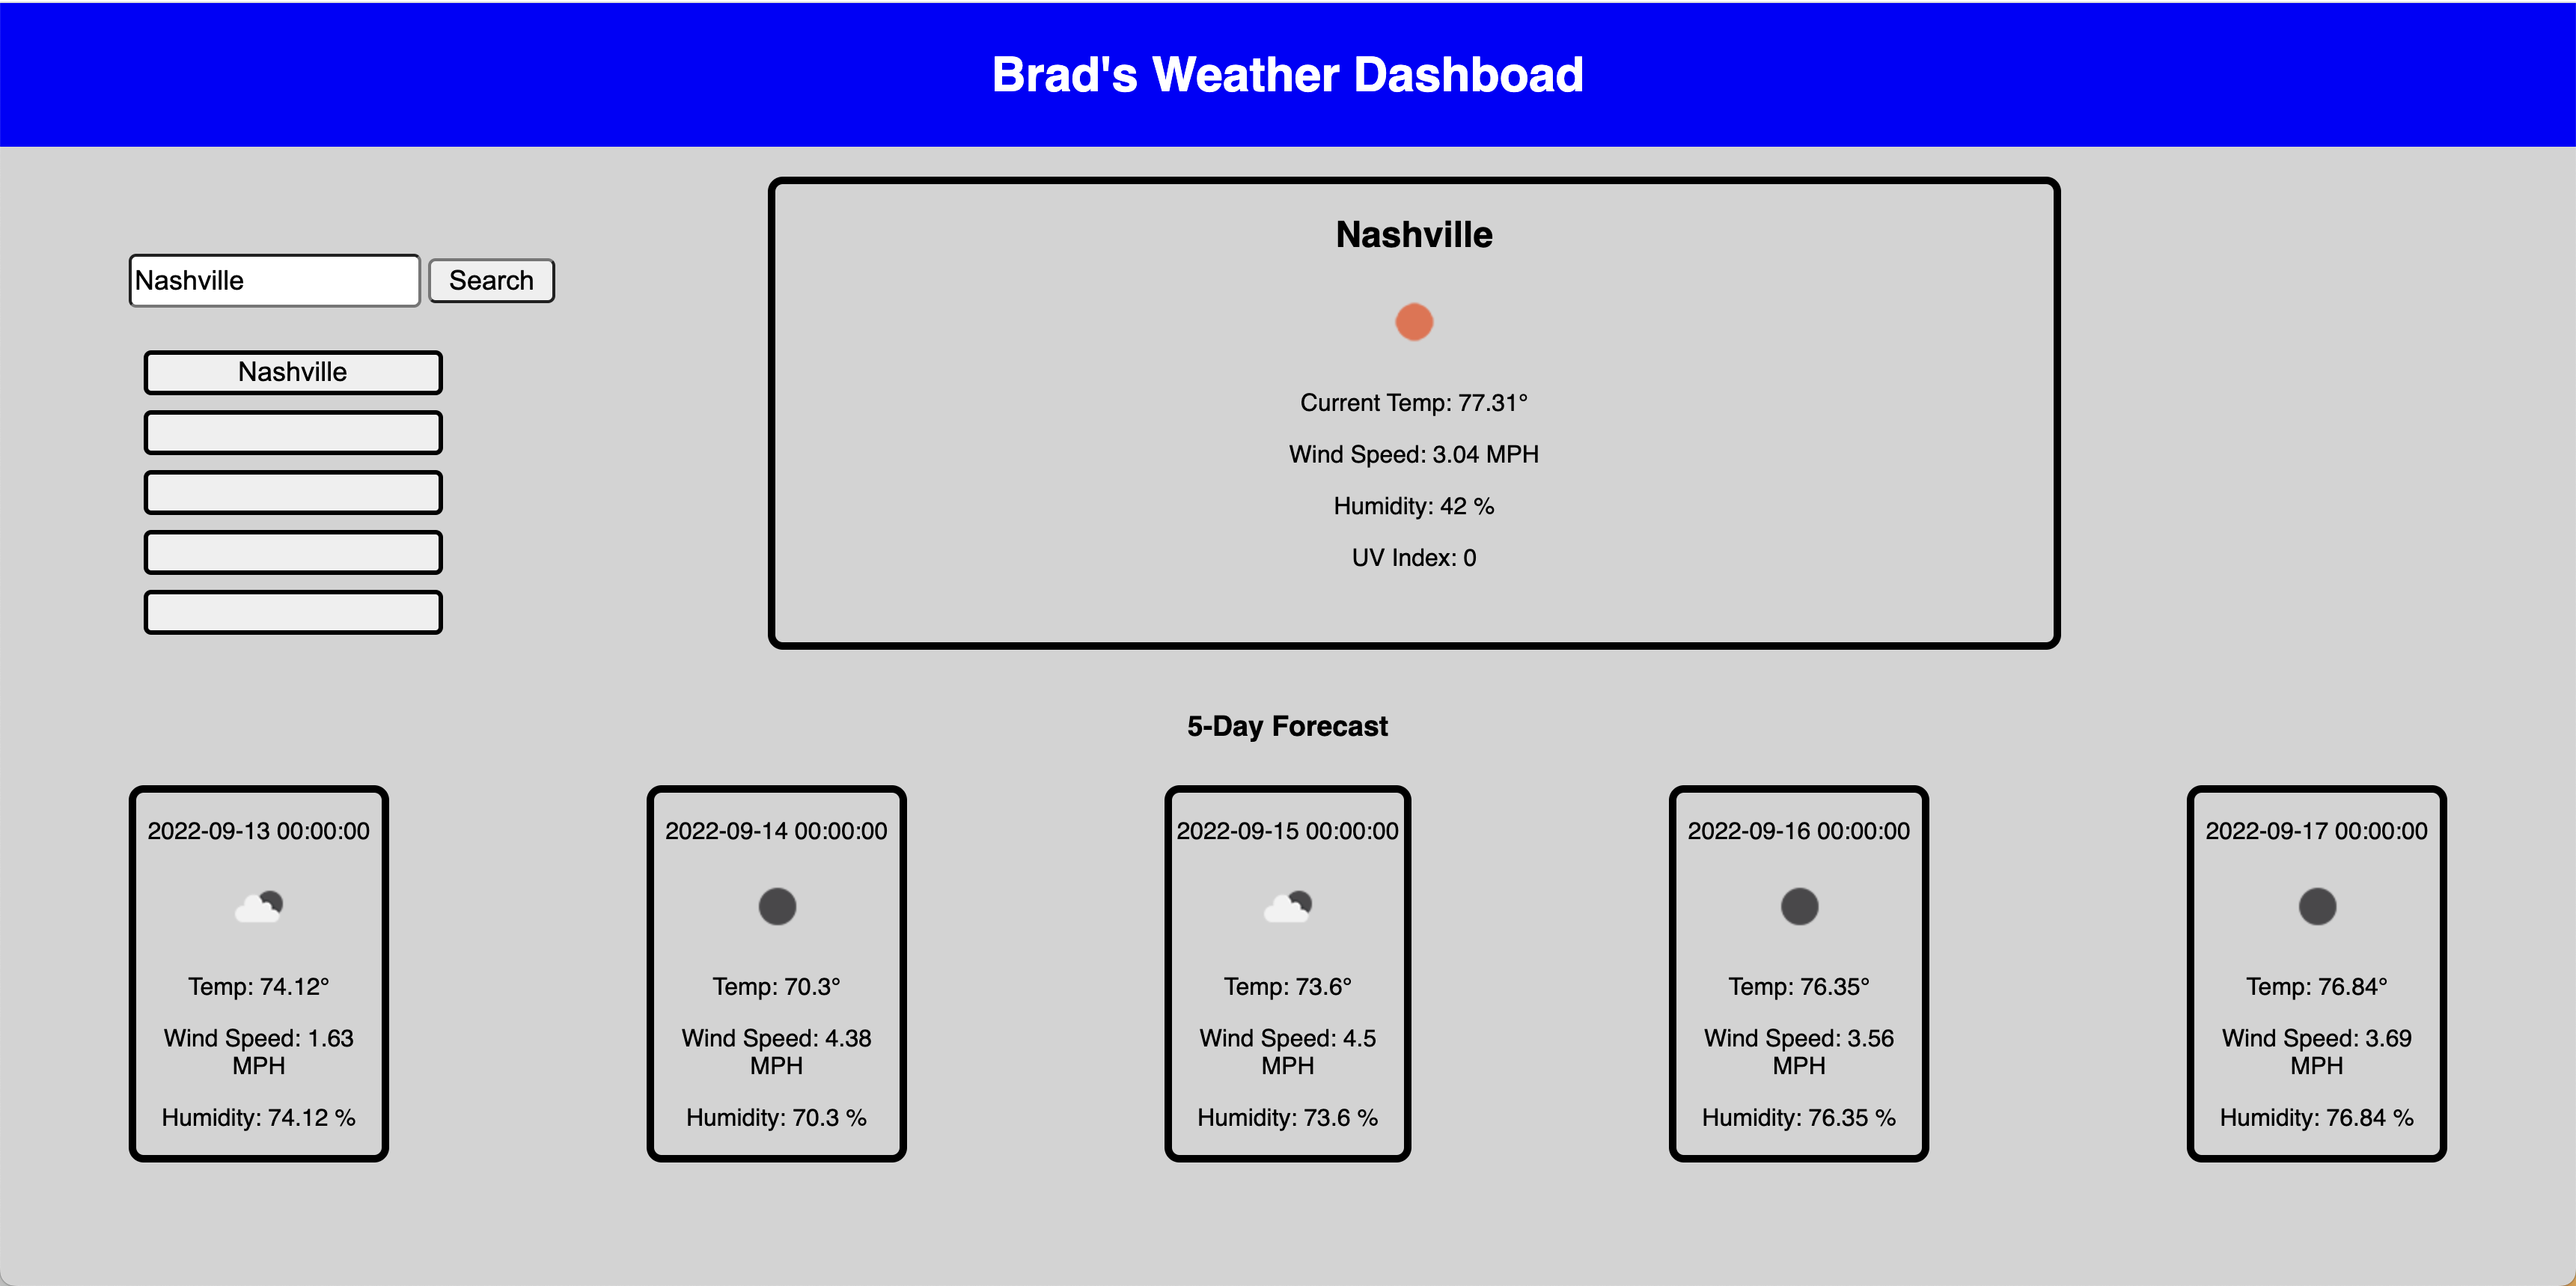 Brad's Weather Dashboad
Nashville
Search
Nashville
Nashville
Current Temp: 77.31°
Wind Speed: 3.04 MPH
Humidity: 42 %
UV Index: 0
5-Day Forecast
2022-09-13 00:00:00
Temp: 74.12°
Wind Speed: 1.63
MPH
Humidity: 74.12 %
2022-09-14 00:00:00
Temp: 70.3°
Wind Speed: 4.38
MPH
Humidity: 70.3 %
2022-09-15 00:00:00
Temp: 73.6°
Wind Speed: 4.5
MPH
Humidity: 73.6 %
2022-09-16 00:00:00
Temp: 76.35°
Wind Speed: 3.56
MPH
Humidity: 76.35 %
2022-09-17 00:00:00
Temp: 76.84°
Wind Speed: 3.69
MPH
Humidity: 76.84 %